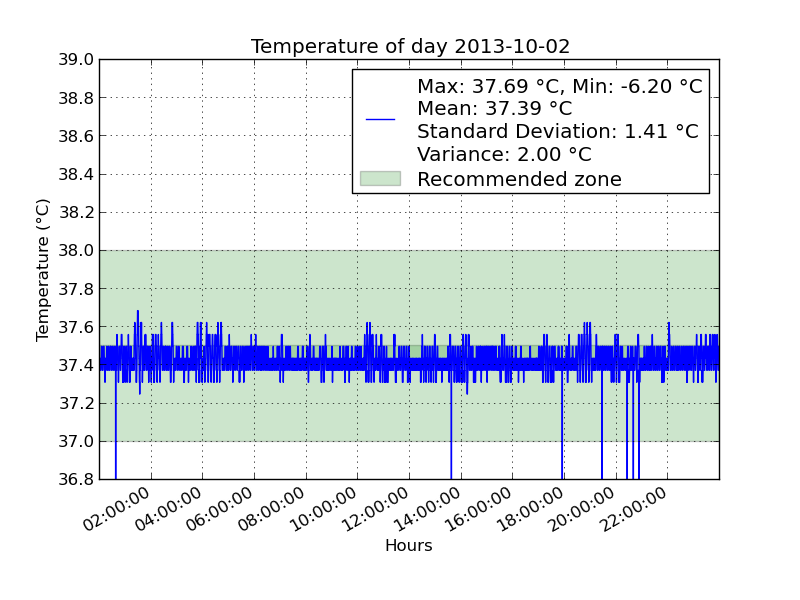 Temperature of day 2013-10-02
39.0
38.8
38.6
38.4
38.2
38.0
37.8
37.6
37.4
37.2
37.0
36.8
Temperature (°C)
Max: 37.69 °C, Min: -6.20 °C
Mean: 37.39 °C
Standard Deviation: 1.41 °C
Variance: 2.00 °C
Recommended zone
02:00:00
04:00:00
06:00:00
08:00:00
10:00:00
12:00:00
14:00:00
16:00:00
18:00:00
20:00:00
22:00:00
Hours